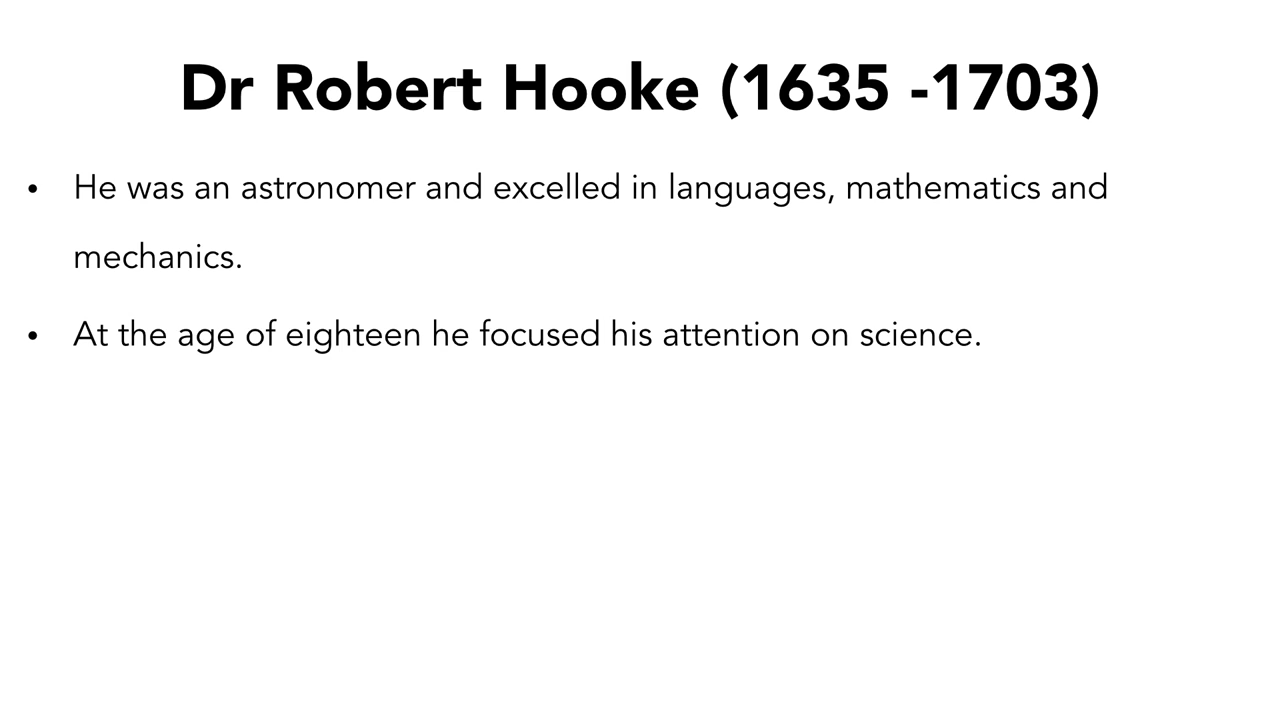 Dr Robert Hooke (1635 -1703)
• He was an astronomer and excelled in languages, mathematics and
mechanics.
• At the age of eighteen he focused his attention on science.